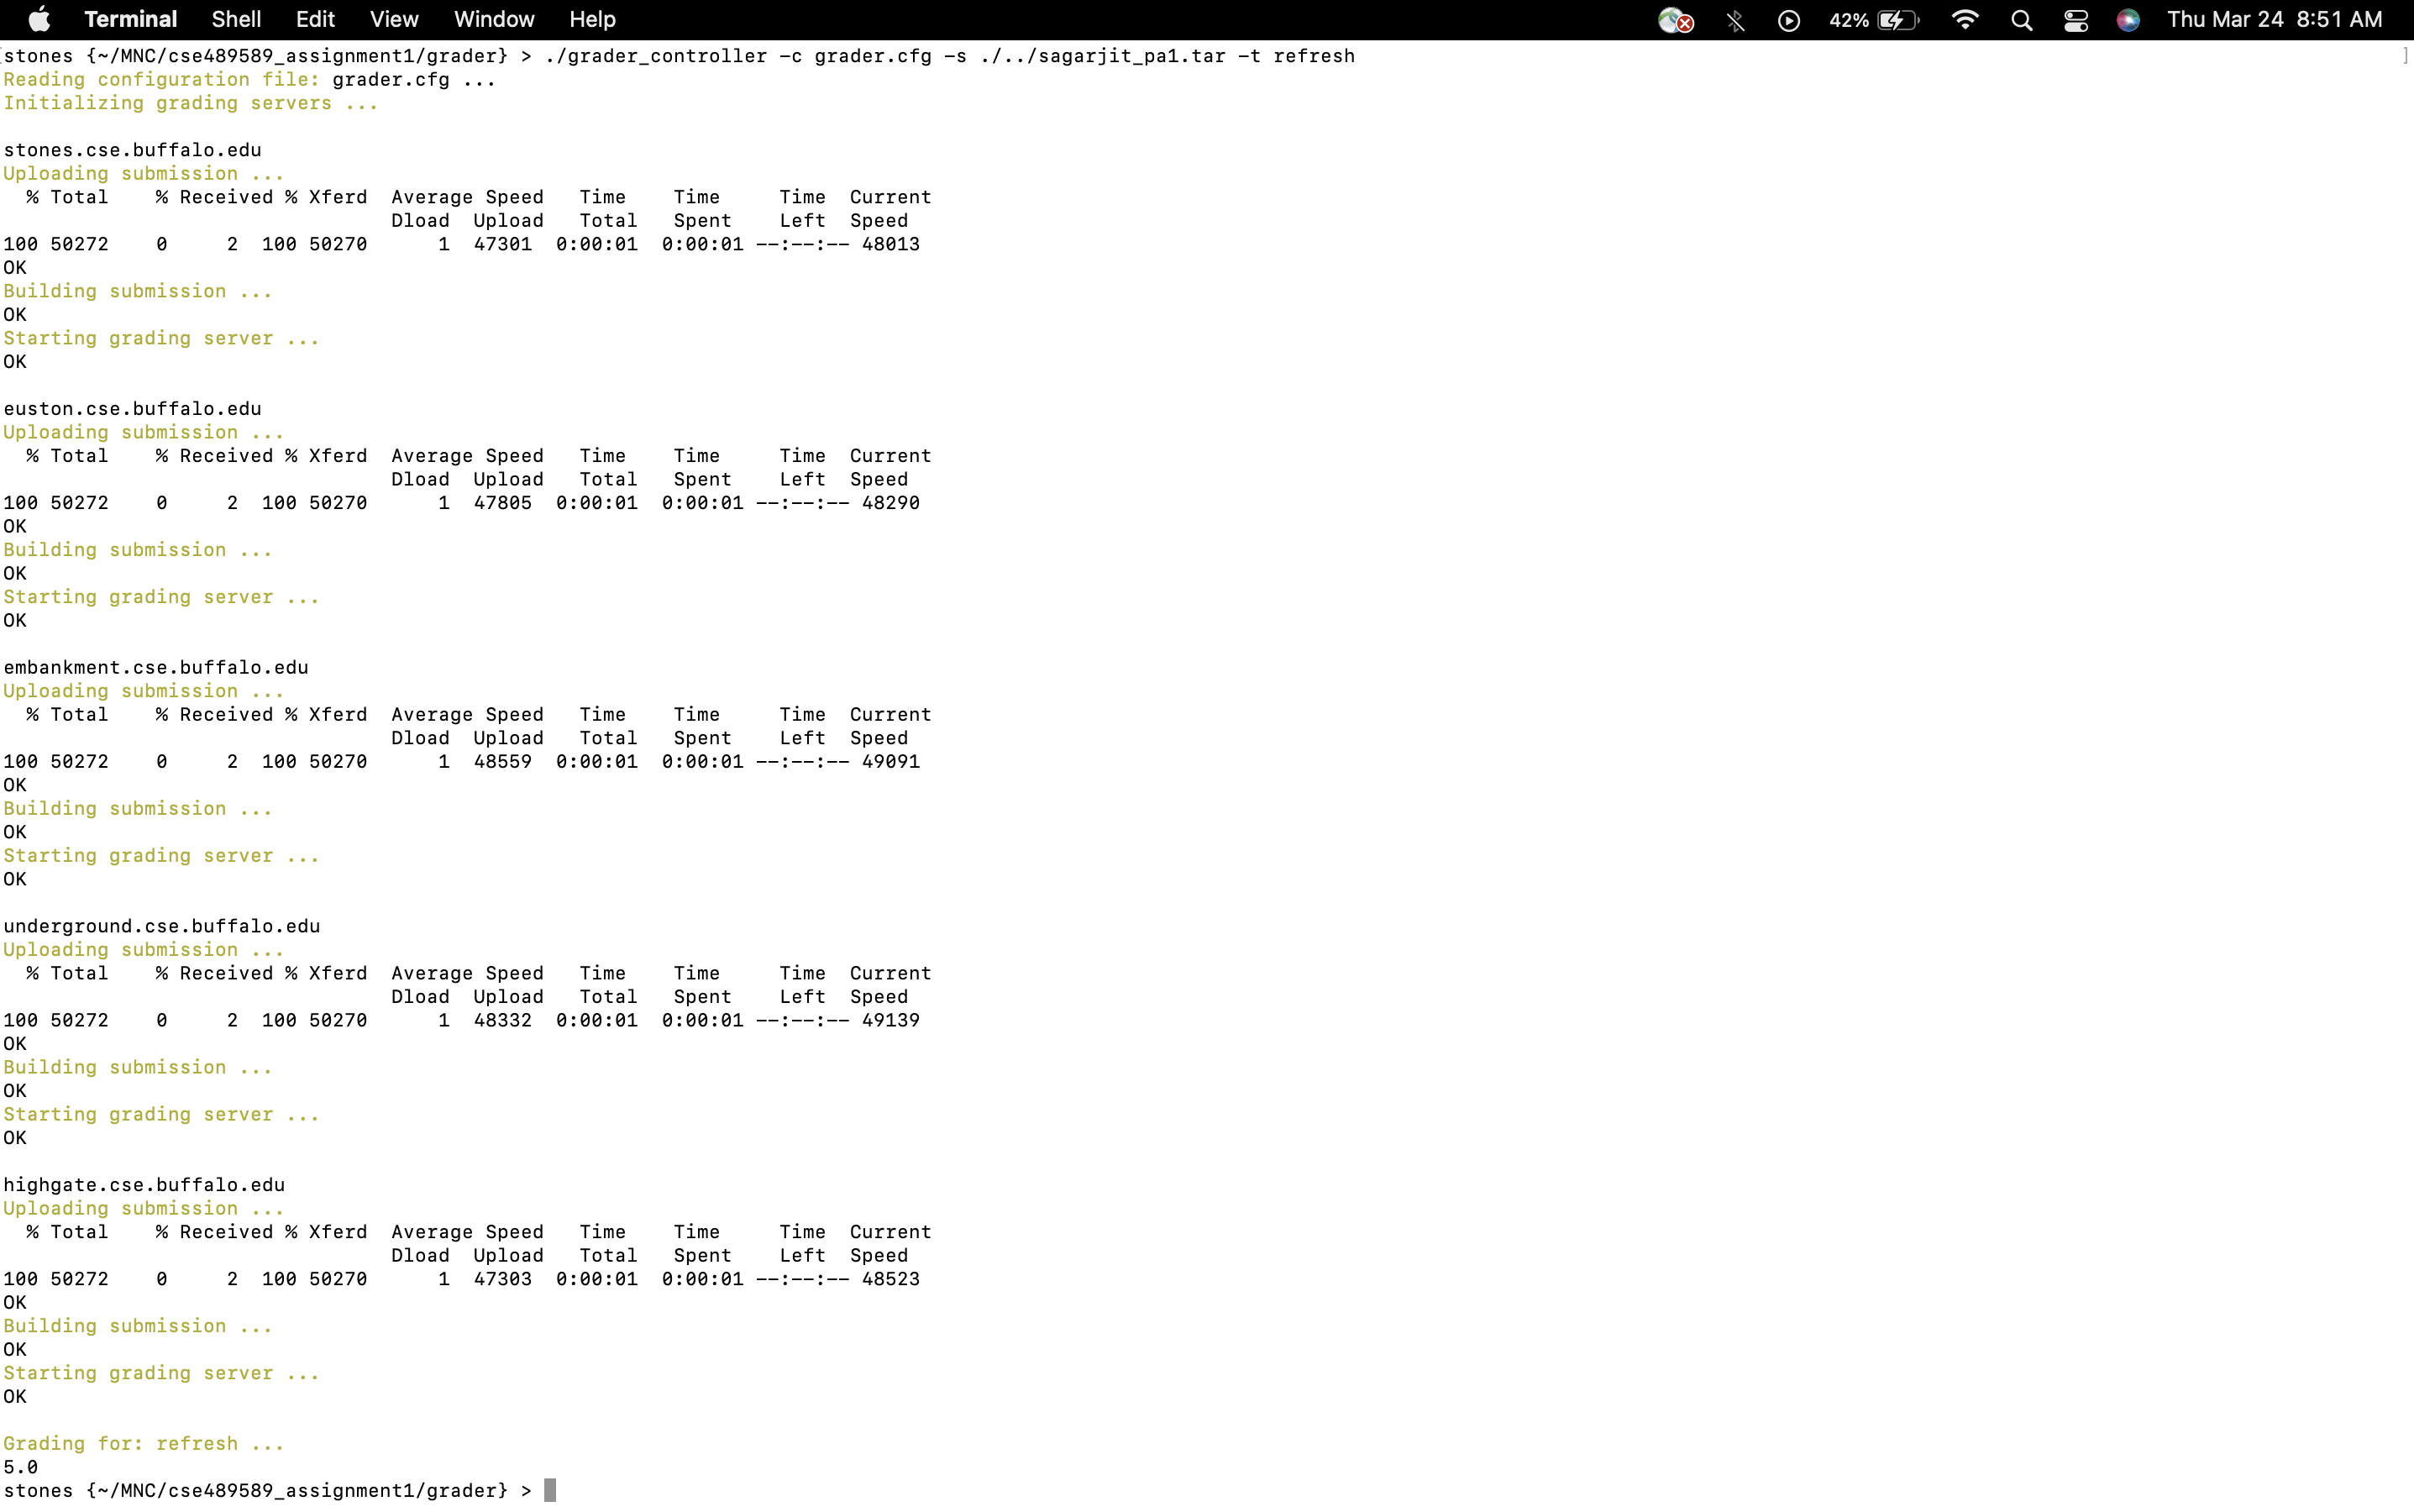 Terminal Shell Edit View Window Help 42% Thu Mar 24 8:51 AM
stones {~/MNC/cse489589_assignment1/grader} > ./grader_controller -c grader.cfg -s ./../sagarjit_pa1.tar -t refresh
Reading configuration file: grader.cfg ...
Initializing grading servers ...

stones.cse.buffalo.edu
Uploading submission ...
  % Total    % Received % Xferd  Average Speed   Time    Time     Time  Current
                                 Dload  Upload   Total   Spent    Left  Speed
100 50272    0     2  100 50270      1  47301  0:00:01  0:00:01 --:--:-- 48013
OK
Building submission ...
OK
Starting grading server ...
OK

euston.cse.buffalo.edu
Uploading submission ...
  % Total    % Received % Xferd  Average Speed   Time    Time     Time  Current
                                 Dload  Upload   Total   Spent    Left  Speed
100 50272    0     2  100 50270      1  47805  0:00:01  0:00:01 --:--:-- 48290
OK
Building submission ...
OK
Starting grading server ...
OK

embankment.cse.buffalo.edu
Uploading submission ...
  % Total    % Received % Xferd  Average Speed   Time    Time     Time  Current
                                 Dload  Upload   Total   Spent    Left  Speed
100 50272    0     2  100 50270      1  48559  0:00:01  0:00:01 --:--:-- 49091
OK
Building submission ...
OK
Starting grading server ...
OK

underground.cse.buffalo.edu
Uploading submission ...
  % Total    % Received % Xferd  Average Speed   Time    Time     Time  Current
                                 Dload  Upload   Total   Spent    Left  Speed
100 50272    0     2  100 50270      1  48332  0:00:01  0:00:01 --:--:-- 49139
OK
Building submission ...
OK
Starting grading server ...
OK

highgate.cse.buffalo.edu
Uploading submission ...
  % Total    % Received % Xferd  Average Speed   Time    Time     Time  Current
                                 Dload  Upload   Total   Spent    Left  Speed
100 50272    0     2  100 50270      1  47303  0:00:01  0:00:01 --:--:-- 48523
OK
Building submission ...
OK
Starting grading server ...
OK

Grading for: refresh ...
5.0
stones {~/MNC/cse489589_assignment1/grader} >